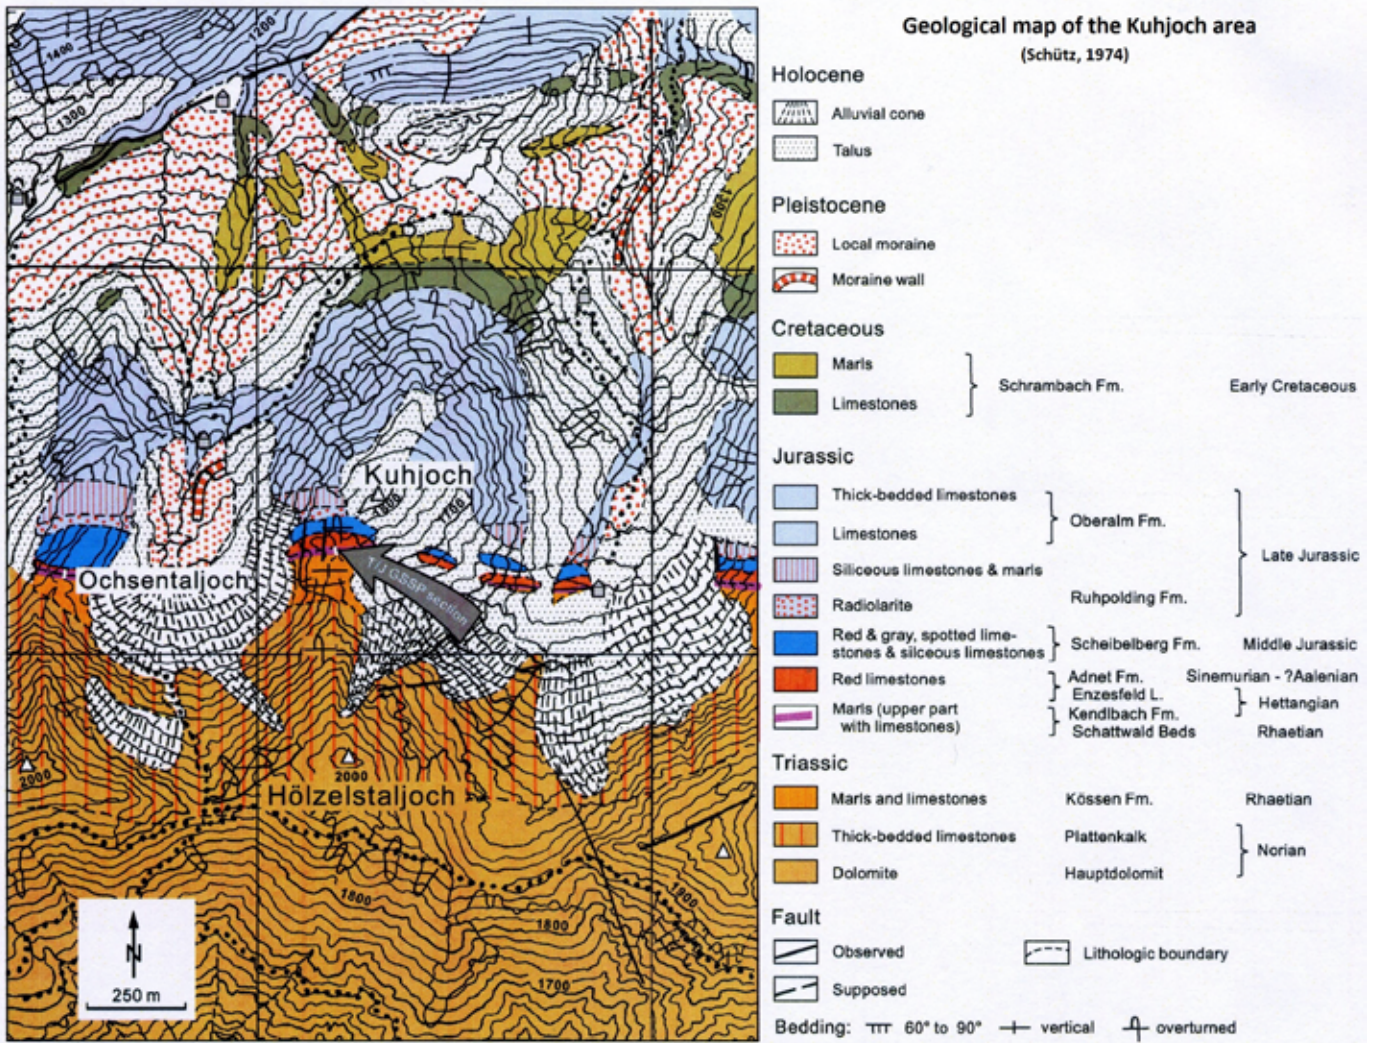 Geological map of the Kuhjoch area
(Schütz, 1974)
Holocene
Alluvial cone
Talus
Pleistocene
Local moraine
Moraine wall
Cretaceous
Marls
Limestones
Schrambach Fm.
Early Cretaceous
Jurassic
Thick-bedded limestones
Limestones
Oberalm Fm.
Siliceous limestones & marls
Radiolarite
Ruhpolding Fm.
Late Jurassic
Red & gray, spotted lime-
stones & silceous limestones
Scheibelberg Fm.
Middle Jurassic
Red limestones
Adnet Fm.
Enzesfeld L.
Sinemurian - ?Aalenian
Hettangian
Marls (upper part
with limestones)
Kendlbach Fm.
Schattwald Beds
Rhaetian
Triassic
Marls and limestones
Kössen Fm.
Rhaetian
Thick-bedded limestones
Plattenkalk
Norian
Dolomite
Hauptdolomit
Fault
Observed
Lithologic boundary
Supposed
Bedding:
60° to 90°
vertical
overturned
1400
1200
1300
1300
Kuhjoch
1800
1750
T/J GSSP section
Ochsentaljoch
2000
2000
Hölzelstaljoch
1800
1800
1900
1700
N
250 m